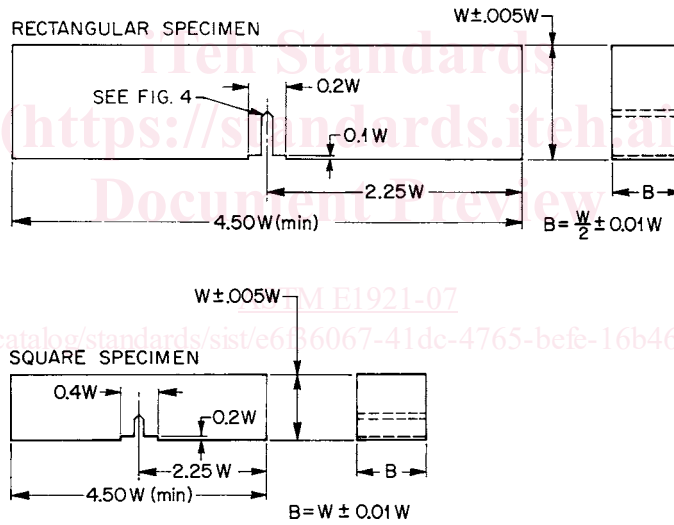 RECTANGULAR SPECIMEN
W±.005W
iTeh Standards
SEE FIG. 4
0.2W
(https://standards.iteh.ai
0.1W
2.25W
B
Document Preview
4.50W (min)
B= W/2 ± 0.01W
W±.005W
ASTM E1921-07
catalog/standards/sist/e6f36067-41dc-4765-befe-16b46
SQUARE SPECIMEN
0.4W
0.2W
2.25W
B
4.50W (min)
B=W ± 0.01W